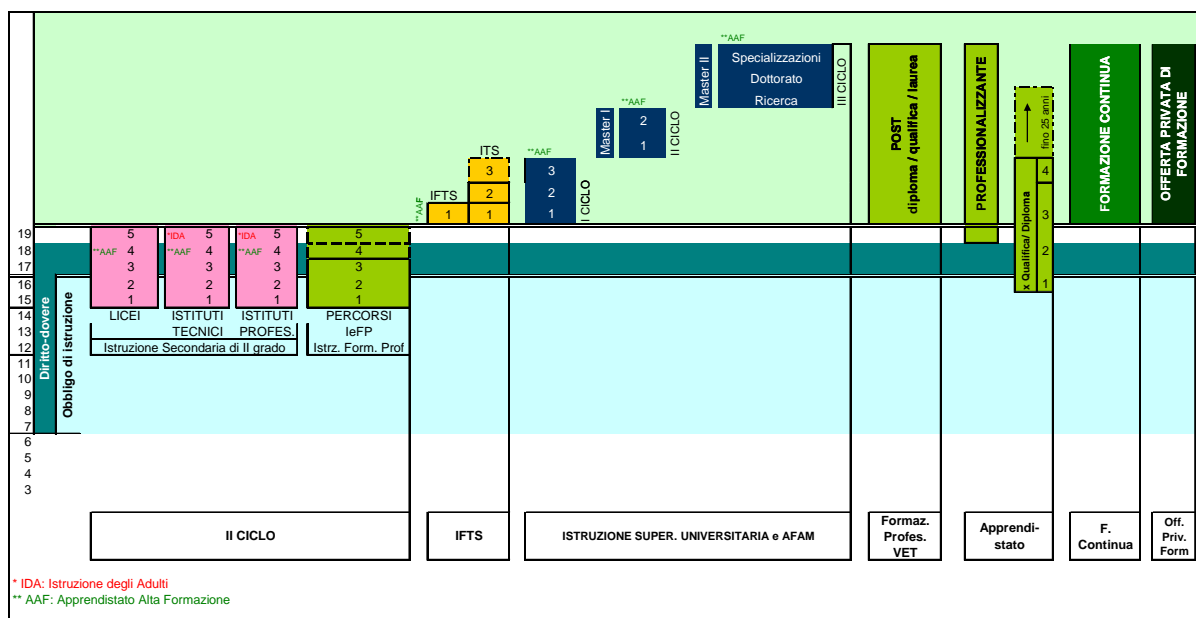 **AAF
Master II
Specializzazioni
Dottorato
Ricerca
III CICLO
**AAF
Master I
2
1
II CICLO
ITS
3
2
1
IFTS
1
**AAF
**AAF
3
2
1
I CICLO
POST
diploma / qualifica / laurea
PROFESSIONALIZZANTE
fino 25 anni
x Qualifica/ Diploma
4
3
2
1
FORMAZIONE CONTINUA
OFFERTA PRIVATA DI
FORMAZIONE
19
18
17
16
15
14
13
12
11
10
9
8
7
6
5
4
3
Diritto-dovere
Obbligo di istruzione
5
**AAF 4
3
2
1
LICEI
*IDA 5
**AAF 4
3
2
1
ISTITUTI
TECNICI
*IDA 5
**AAF 4
3
2
1
ISTITUTI
PROFES.
Istruzione Secondaria di II grado
5
4
3
2
1
PERCORSI
IeFP
Istrz. Form. Prof
II CICLO
IFTS
ISTRUZIONE SUPER. UNIVERSITARIA e AFAM
Formaz.
Profes.
VET
Apprendi-
stato
F.
Continua
Off.
Priv.
Form
* IDA: Istruzione degli Adulti
** AAF: Apprendistato Alta Formazione